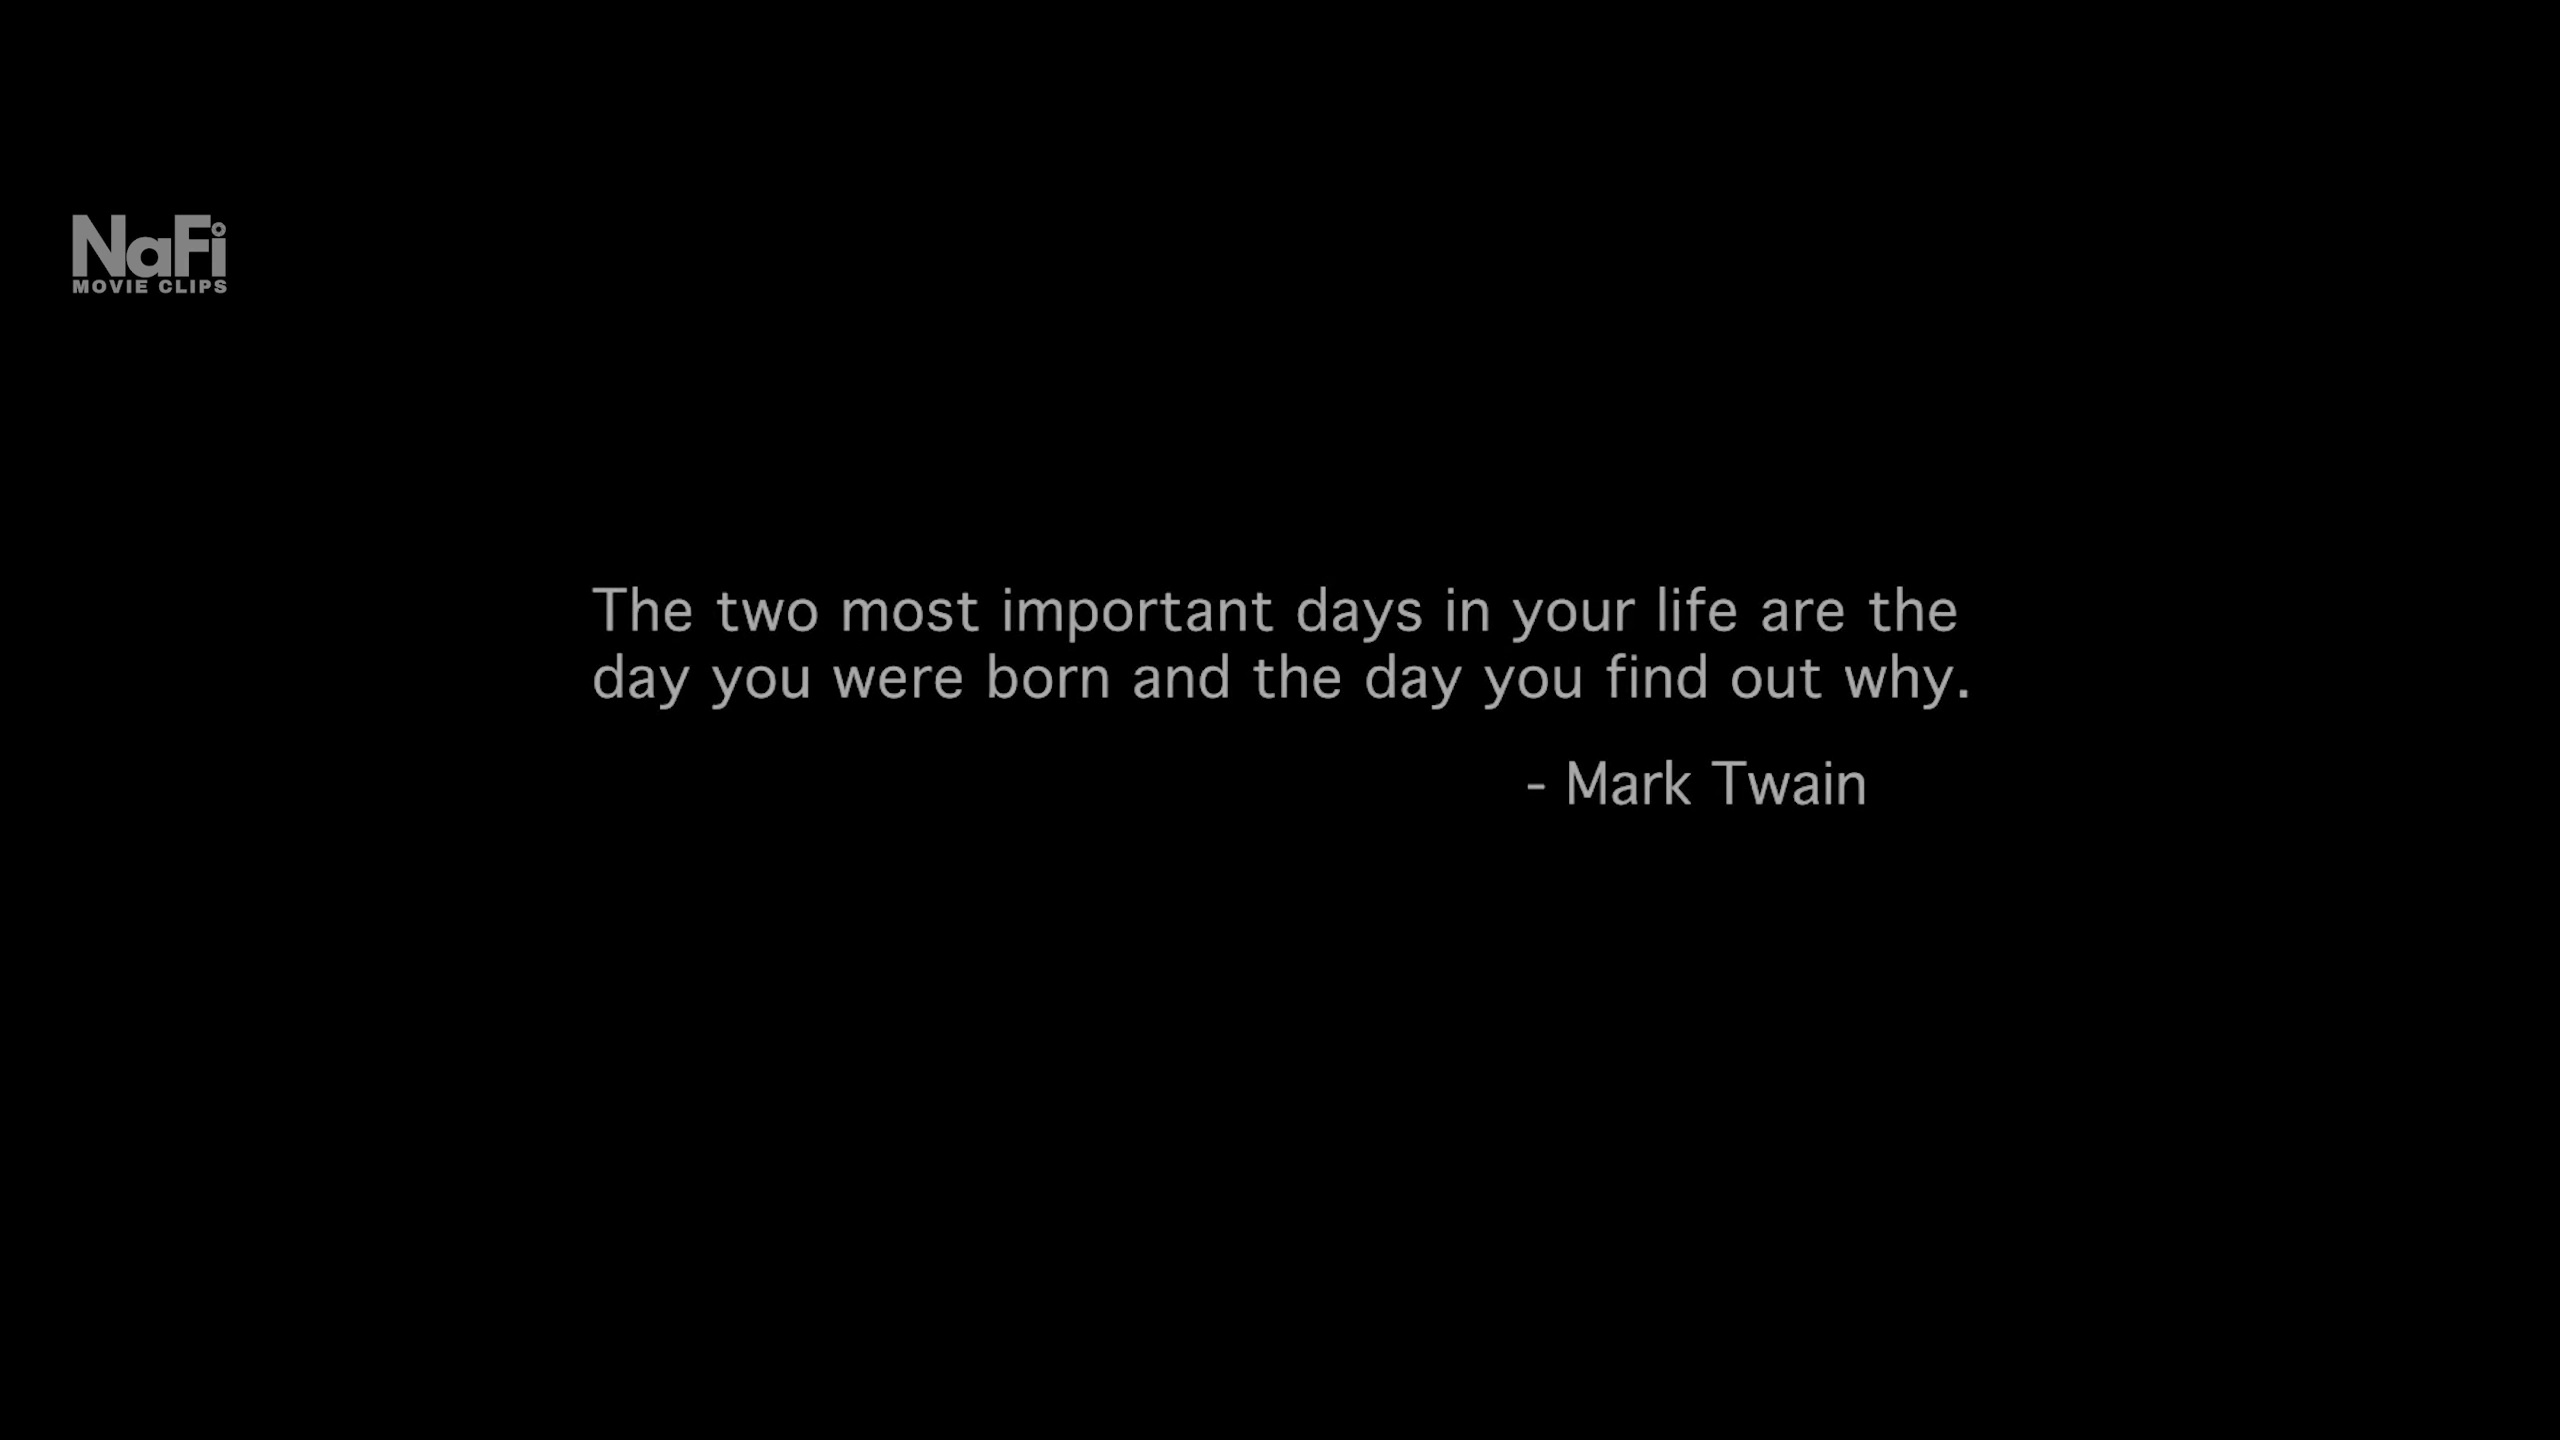 NaFi
MOVIE CLIPS
The two most important days in your life are the
day you were born and the day you find out why.
- Mark Twain